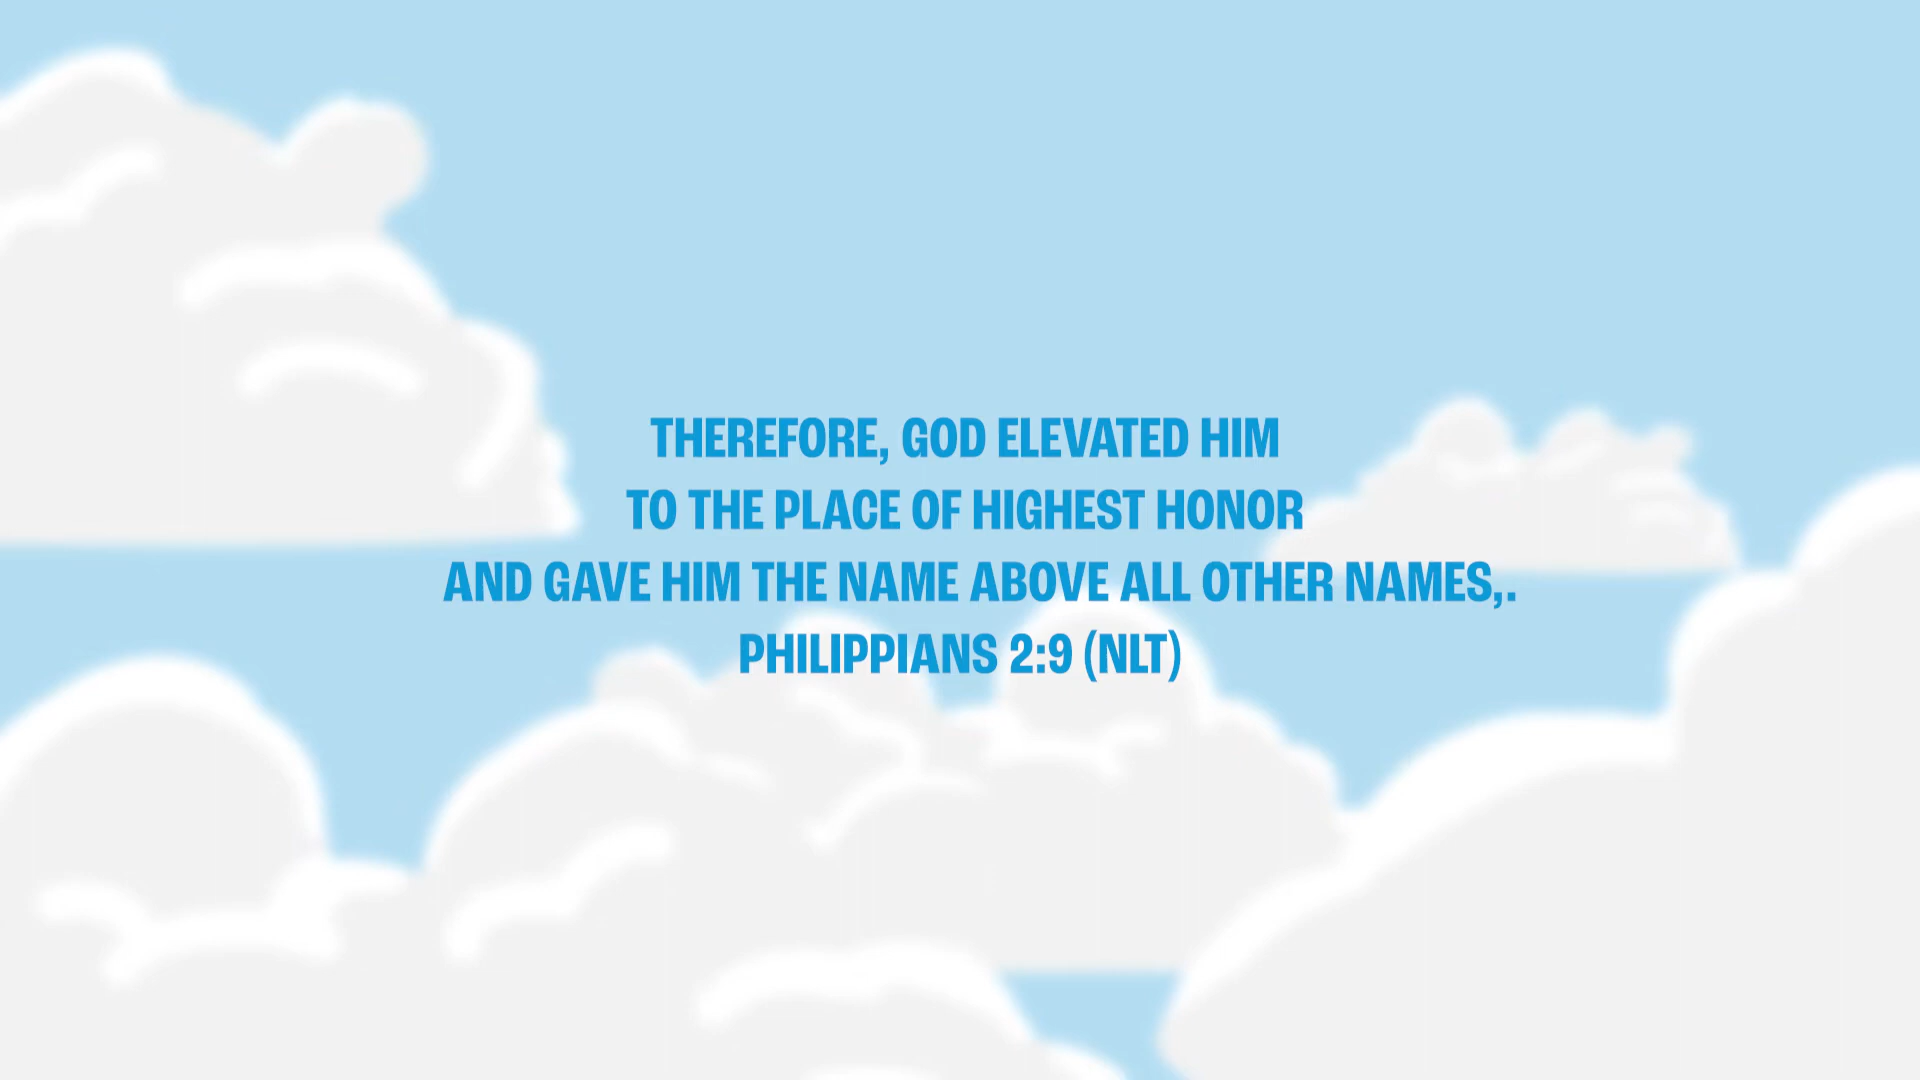 THEREFORE, GOD ELEVATED HIM
TO THE PLACE OF HIGHEST HONOR
AND GAVE HIM THE NAME ABOVE ALL OTHER NAMES,.
PHILIPPIANS 2:9 (NLT)